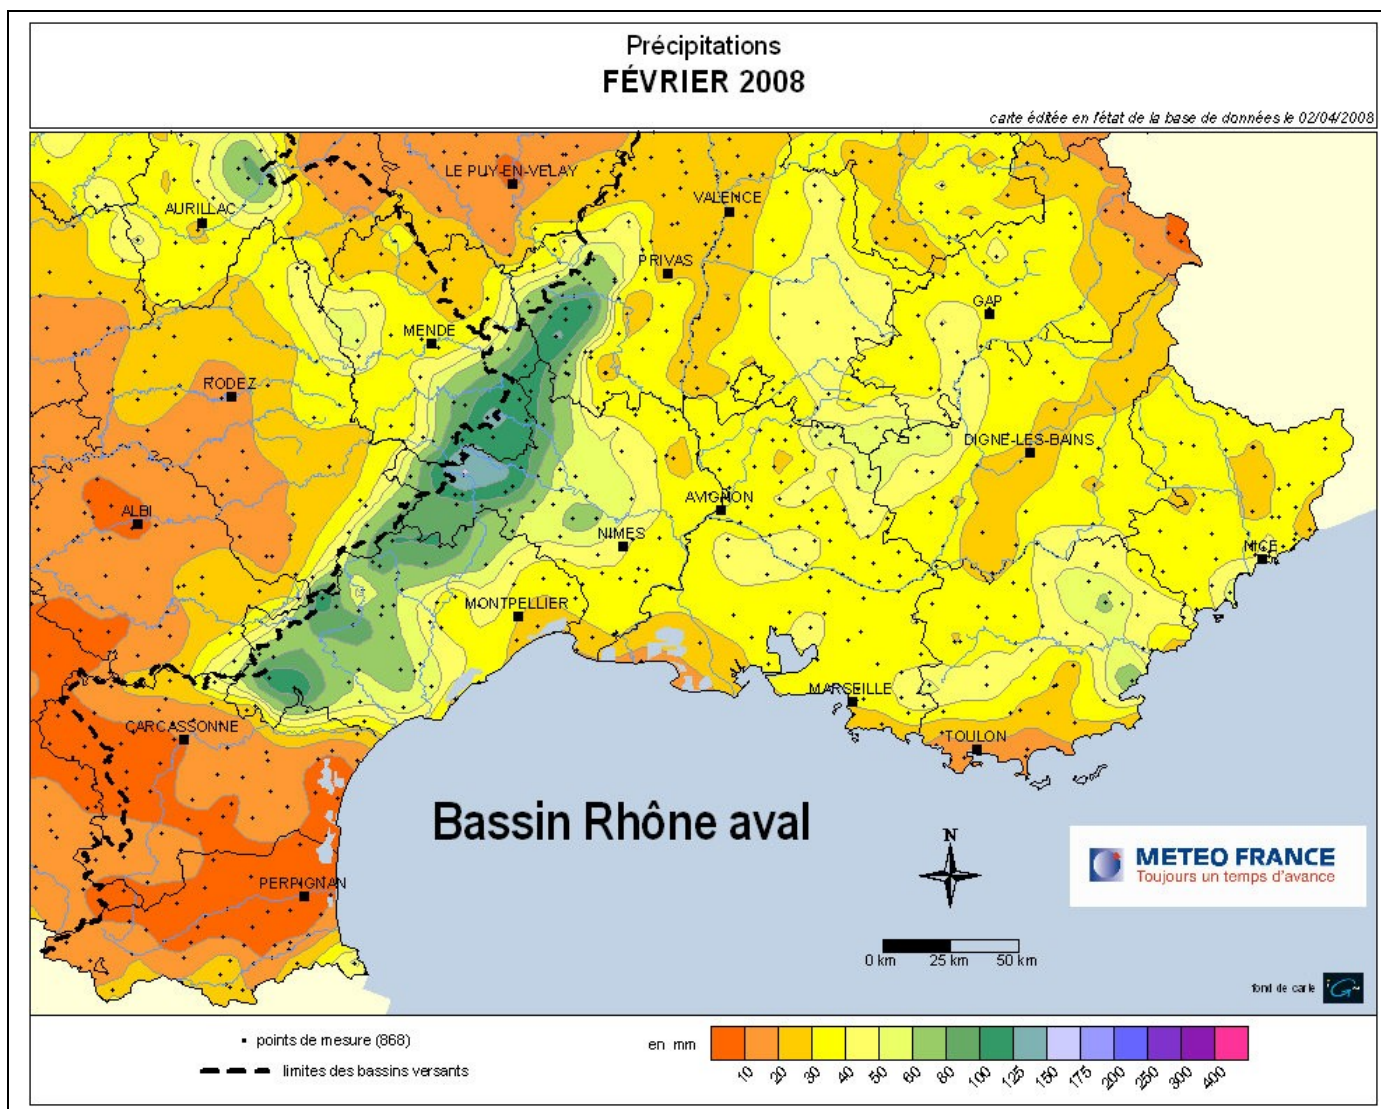 Précipitations
FÉVRIER 2008
carte éditée en l'état de la base de données le 02/04/2008
LE PUY-EN-VELAY
AURILLAC
VALENCE
PRIVAS
GAP
MENDE
RODEZ
DIGNE-LES-BAINS
AVIGNON
ALBI
NIMES
NICE
MONTPELLIER
MARSEILLE
CARCASSONNE
TOULON
Bassin Rhône aval
N
METEO FRANCE
Toujours un temps d'avance
PERPIGNAN
0 km 25 km 50 km
fond de carte iGN
points de mesure (868)
limites des bassins versants
en mm
10 20 30 40 50 60 80 100 125 150 175 200 250 300 400